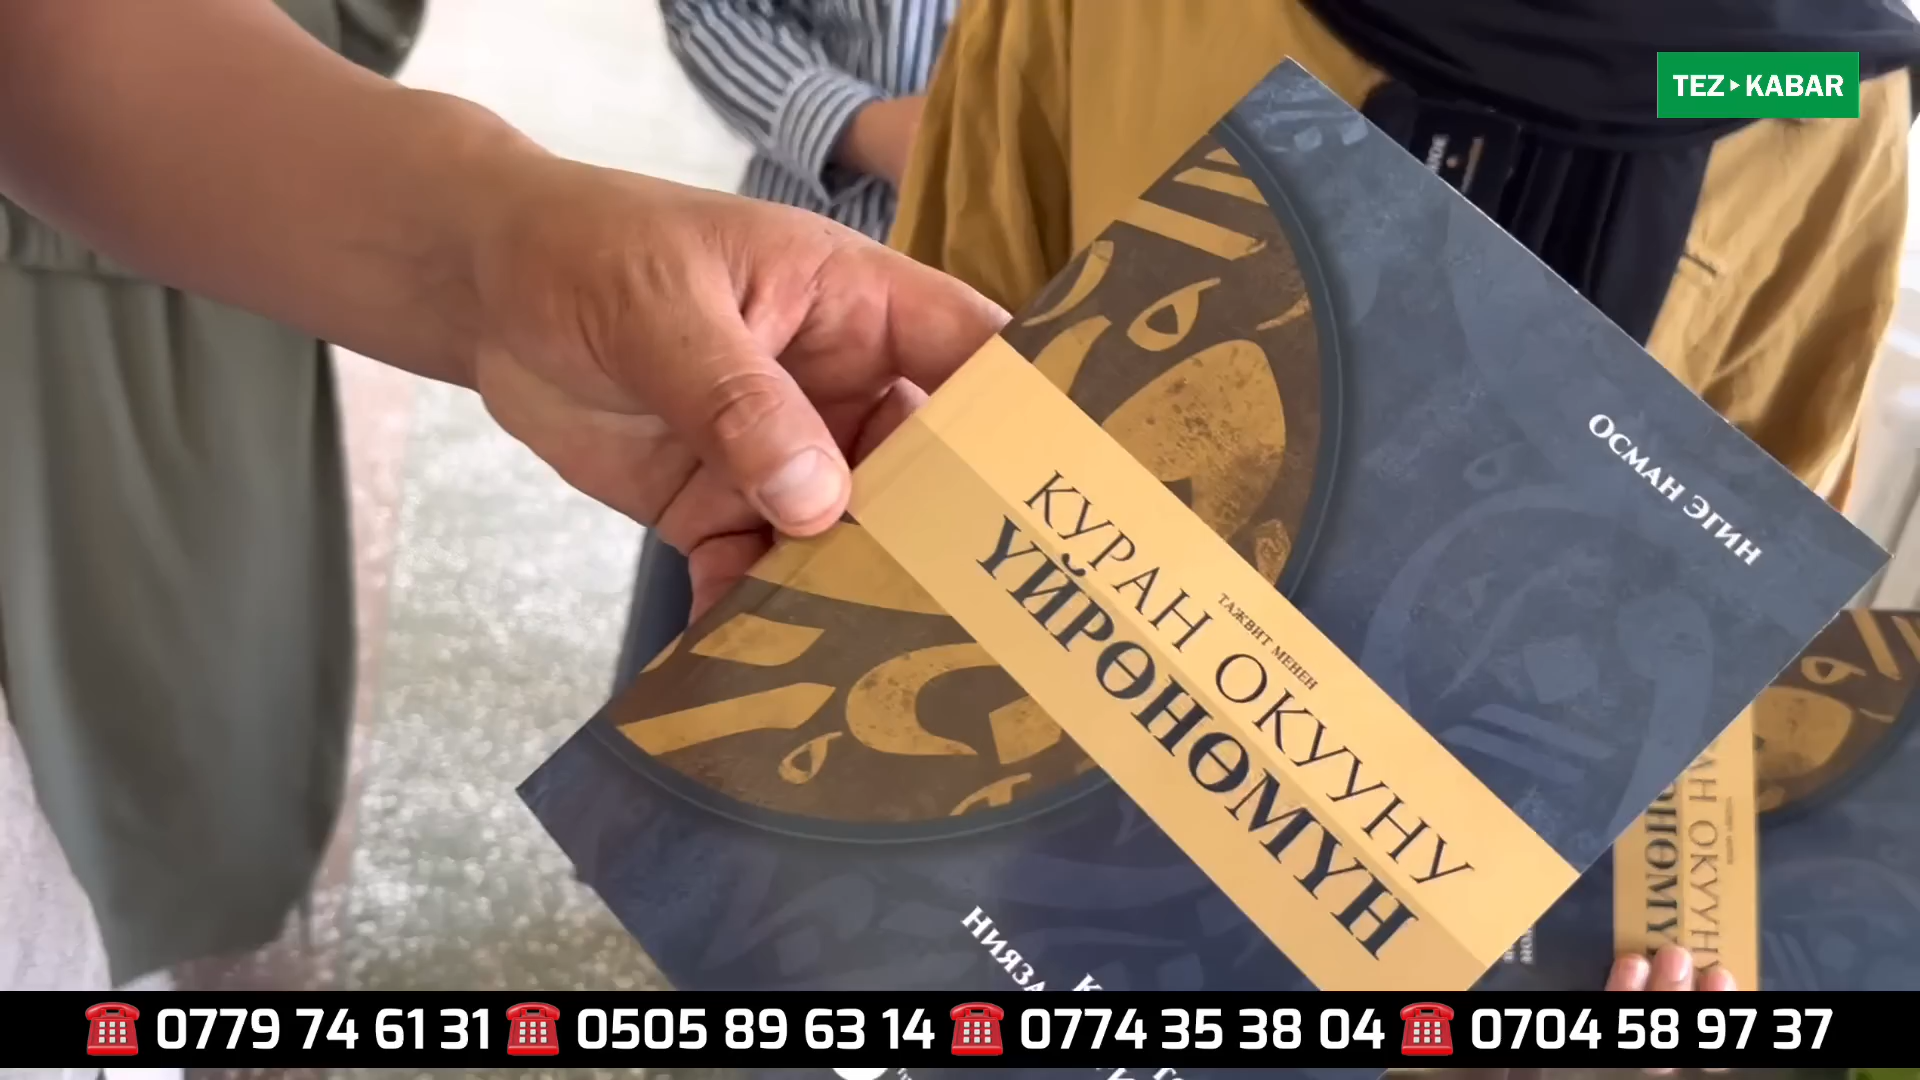 TEZ KABAR
ОСМАН ЭГИН
ТАЖВИТ МЕНЕН
КУРАН ОКУУНУ
ҮЙРӨНӨМҮН
ОКУУНУ
☎ 0779 74 61 31 ☎ 0505 89 63 14 ☎ 0774 35 38 04 ☎ 0704 58 97 37